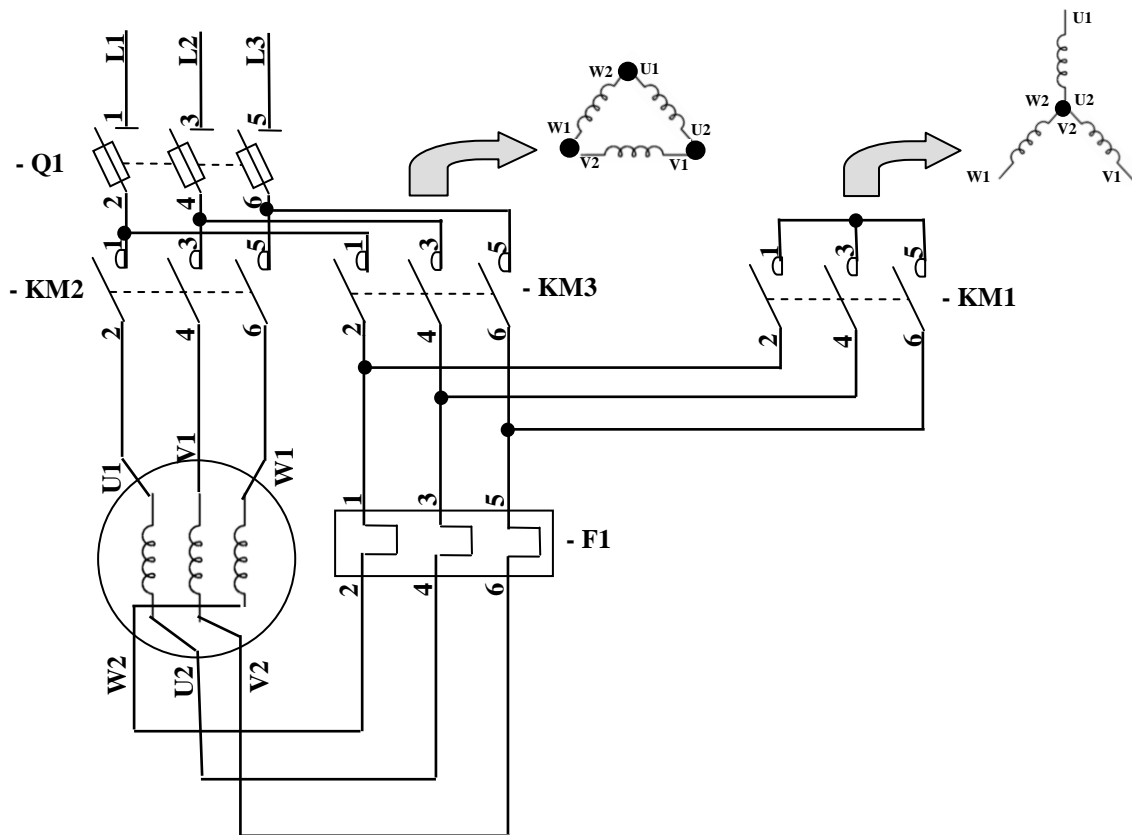 L1 L2 L3
U1
W2 U1
1 3 5
W1 U2
W2 U2
V2
V2 V1
W1 V1
- Q1
2 4 6
1 3 5 1 3 5 1 3 5
- KM2 - KM3 - KM1
2 4 6 2 4 6 2 4 6
U1 V1 W1
1 3 5
- F1
2 4 6
W2 U2 V2